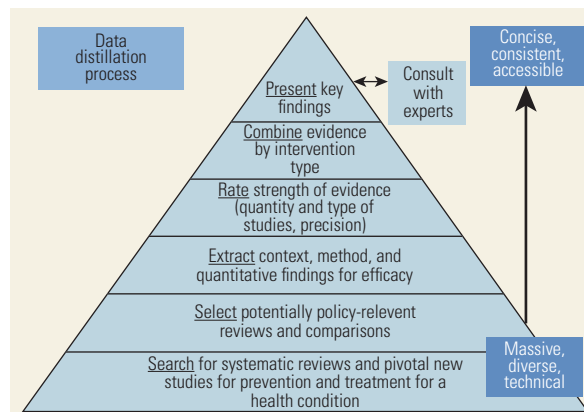 Data
distillation
process
Concise,
consistent,
accessible
Consult
with
experts
Present key
findings
Combine evidence
by intervention
type
Rate strength of evidence
(quantity and type of
studies, precision)
Extract context, method, and
quantitative findings for efficacy
Select potentially policy-relevant
reviews and comparisons
Search for systematic reviews and pivotal new
studies for prevention and treatment for a
health condition
Massive,
diverse,
technical